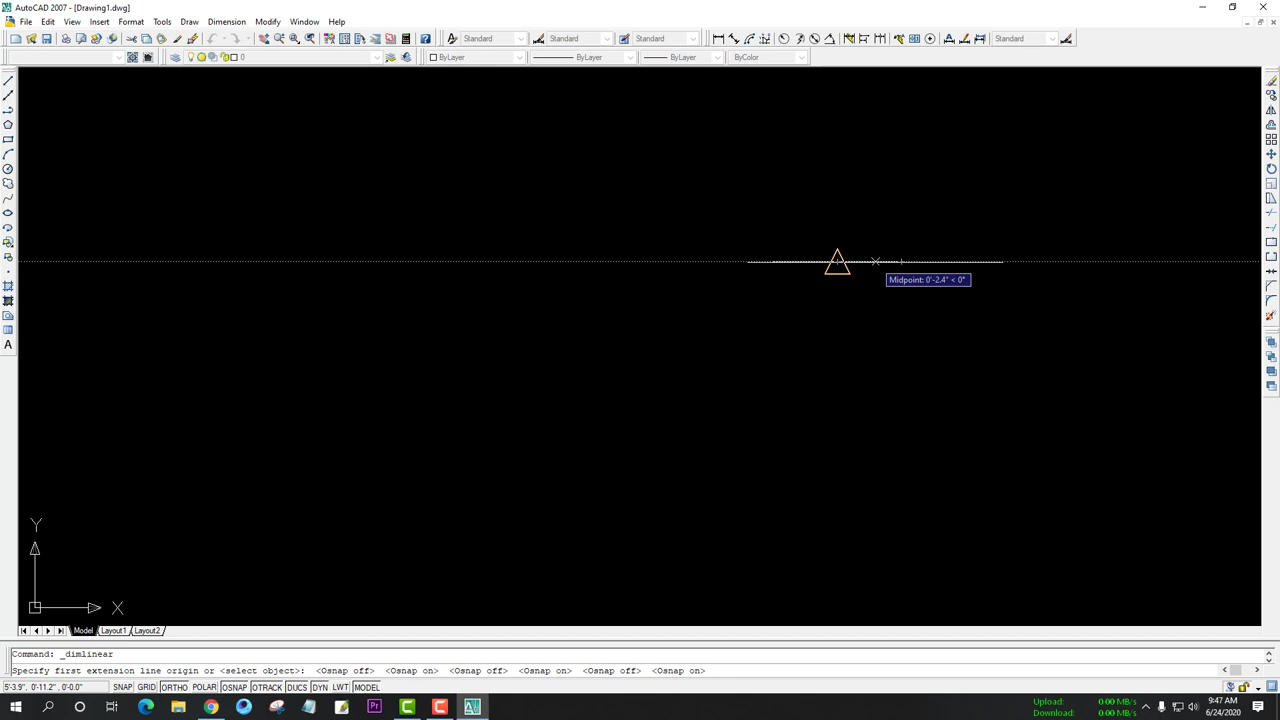 AutoCAD 2007 - [Drawing1.dwg]
File Edit View Insert Format Tools Draw Dimension Modify Window Help
Standard Standard Standard Standard
0 ByLayer ByLayer ByLayer ByColor
A
Midpoint: 0'-2.4" < 0°
Y
X
Model Layout1 Layout2
Command: _dimlinear
Specify first extension line origin or <select object>: <Osnap off> <Osnap on> <Osnap off> <Osnap on> <Osnap off> <Osnap on>
5'-3.9", 0'-11.2", 0'-0.0" SNAP GRID ORTHO POLAR OSNAP OTRACK DUCS DYN LWT MODEL
Upload: 0.00 MB/s
Download: 0.00 MB/s
9:47 AM
6/24/2020